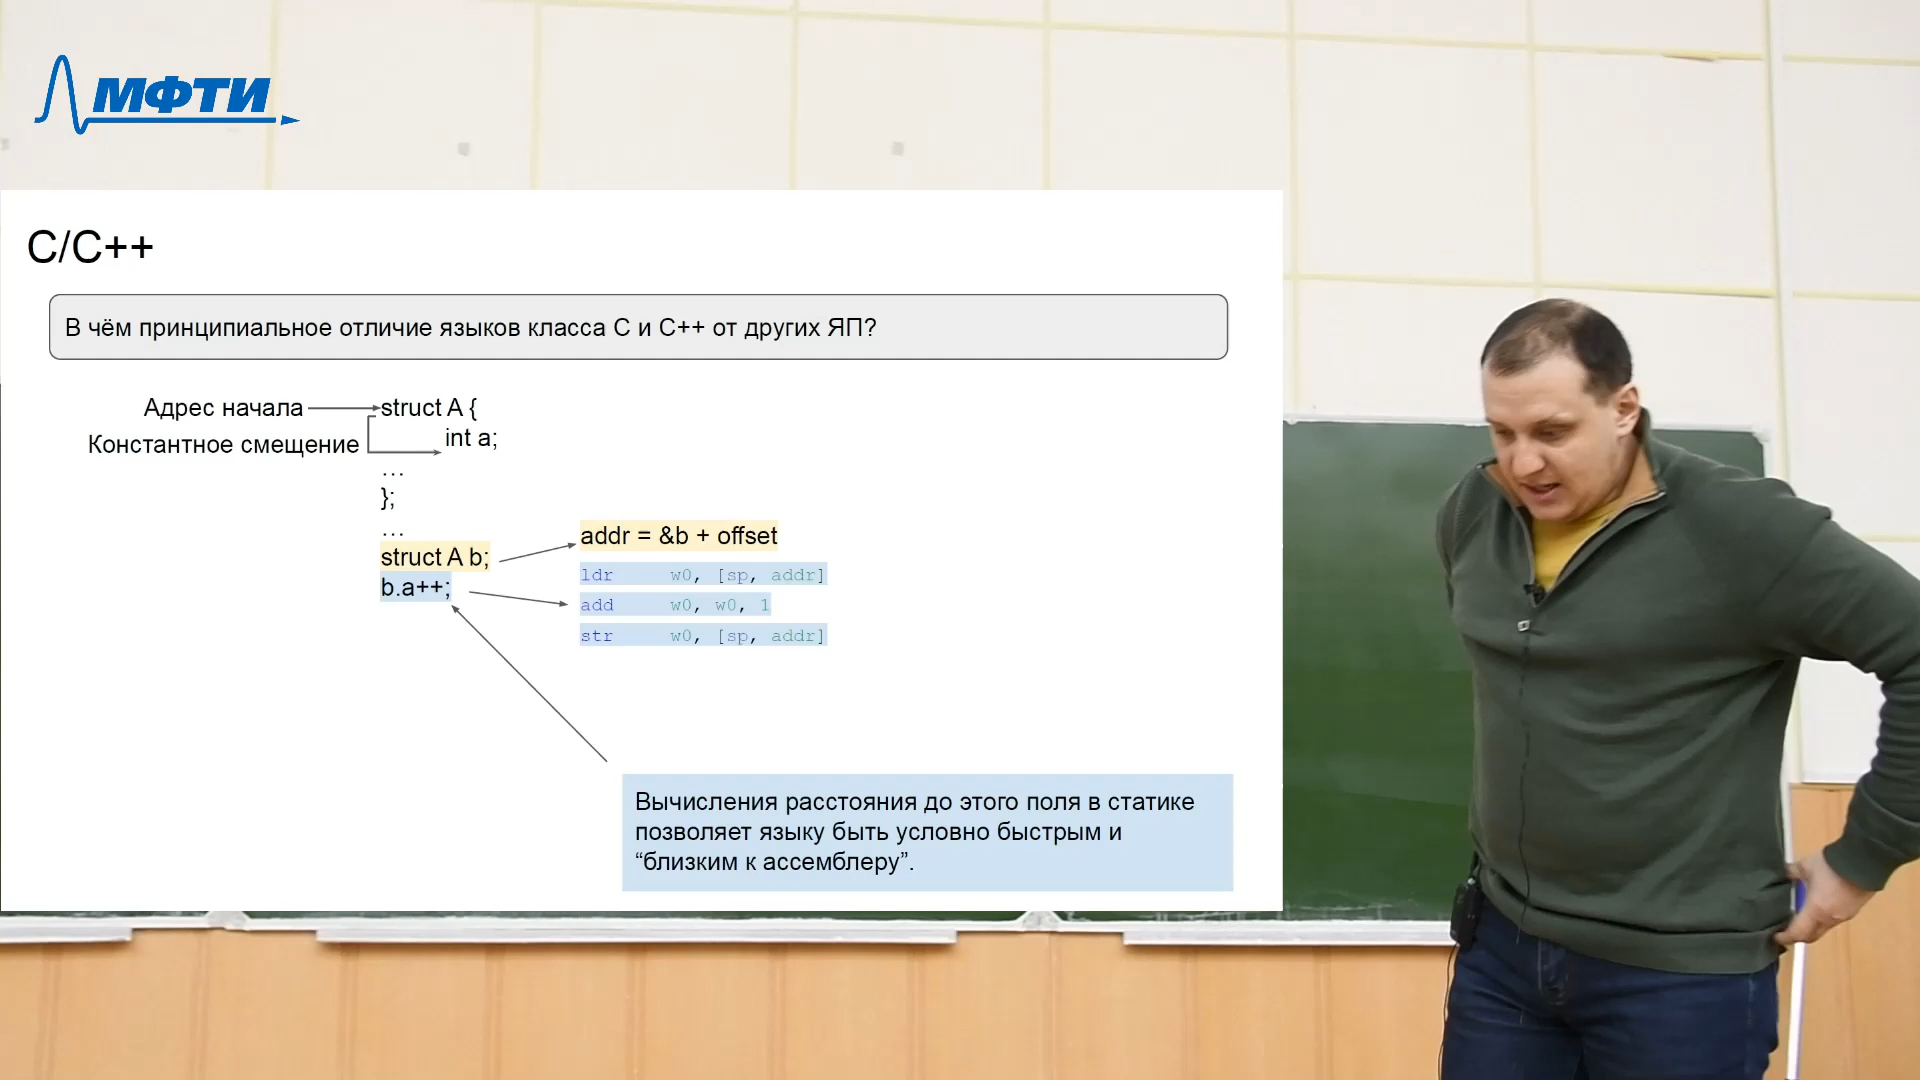 МФТИ
C/C++
В чём принципиальное отличие языков класса C и C++ от других ЯП?
Адрес начала
struct A {
Константное смещение
int a;
…
};
…
struct A b;
b.a++;
addr = &b + offset
ldr w0, [sp, addr]
add w0, w0, 1
str w0, [sp, addr]
Вычисления расстояния до этого поля в статике
позволяет языку быть условно быстрым и
“близким к ассемблеру”.